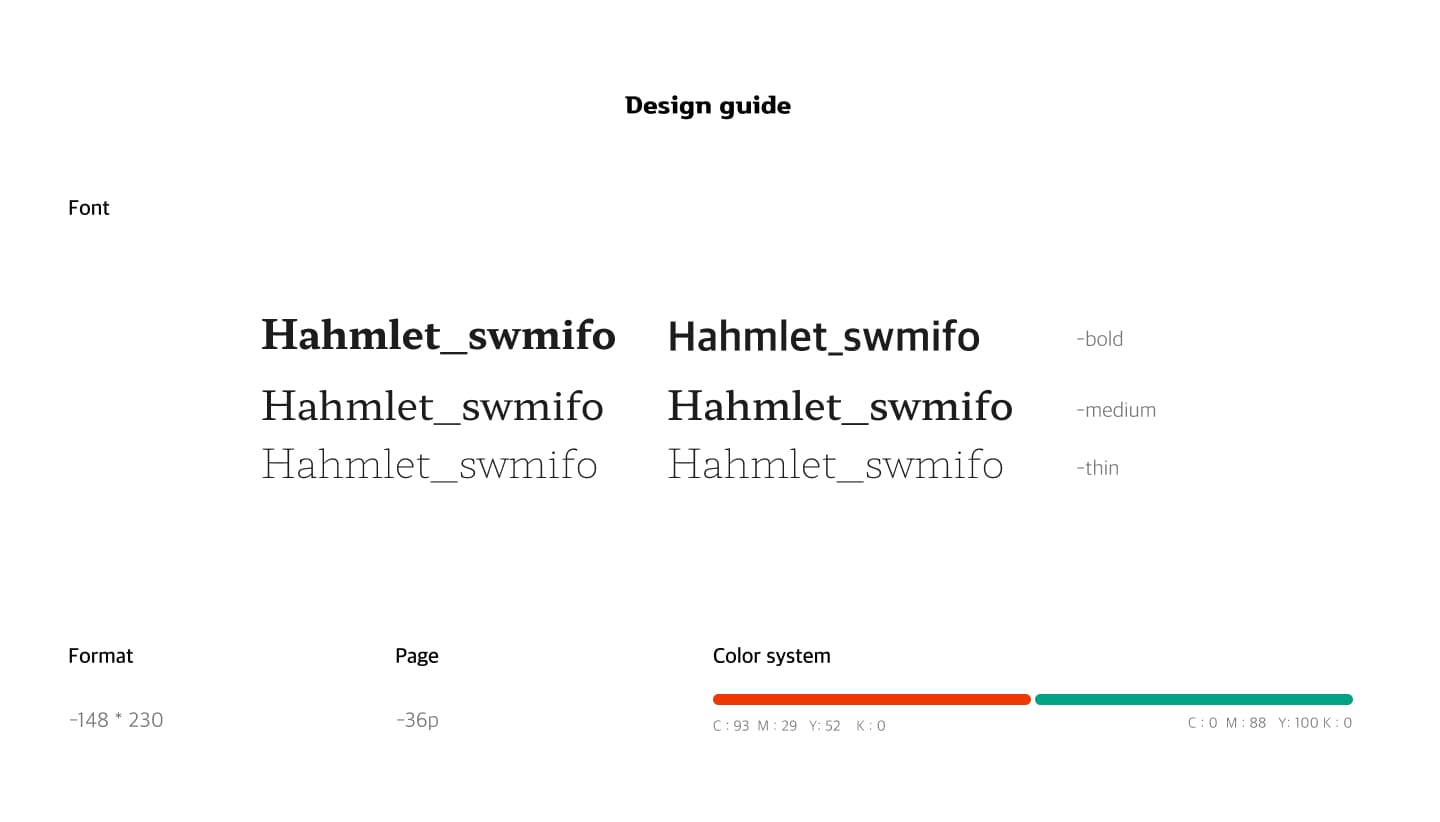 Design guide
Font
Hahmlet_swmifo Hahmlet_swmifo -bold
Hahmlet_swmifo Hahmlet_swmifo -medium
Hahmlet_swmifo Hahmlet_swmifo -thin
Format Page Color system
-148 * 230 -36p
C : 93 M : 29 Y : 52 K : 0 C : 0 M : 88 Y : 100 K : 0